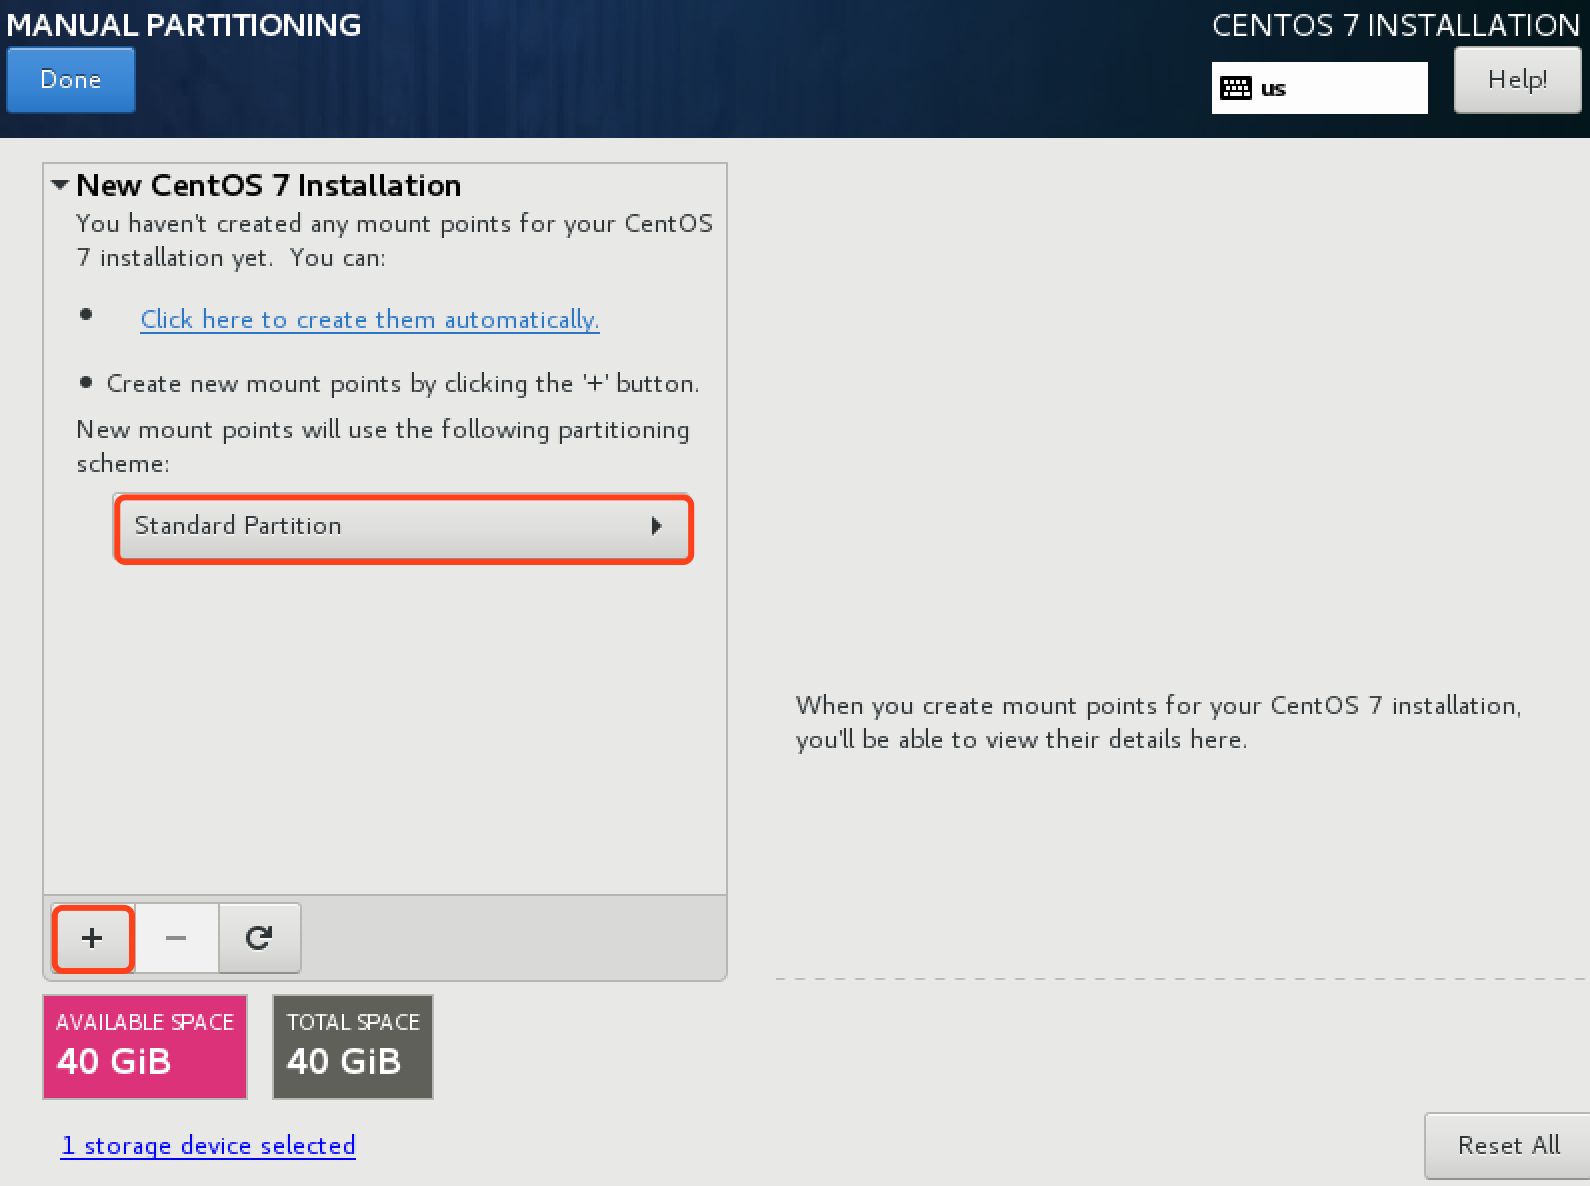 MANUAL PARTITIONING
CENTOS 7 INSTALLATION
Done
us
Help!
New CentOS 7 Installation
You haven't created any mount points for your CentOS
7 installation yet.  You can:
Click here to create them automatically.
Create new mount points by clicking the '+' button.
New mount points will use the following partitioning
scheme:
Standard Partition
When you create mount points for your CentOS 7 installation,
you'll be able to view their details here.
+ −
AVAILABLE SPACE
40 GiB
TOTAL SPACE
40 GiB
1 storage device selected
Reset All